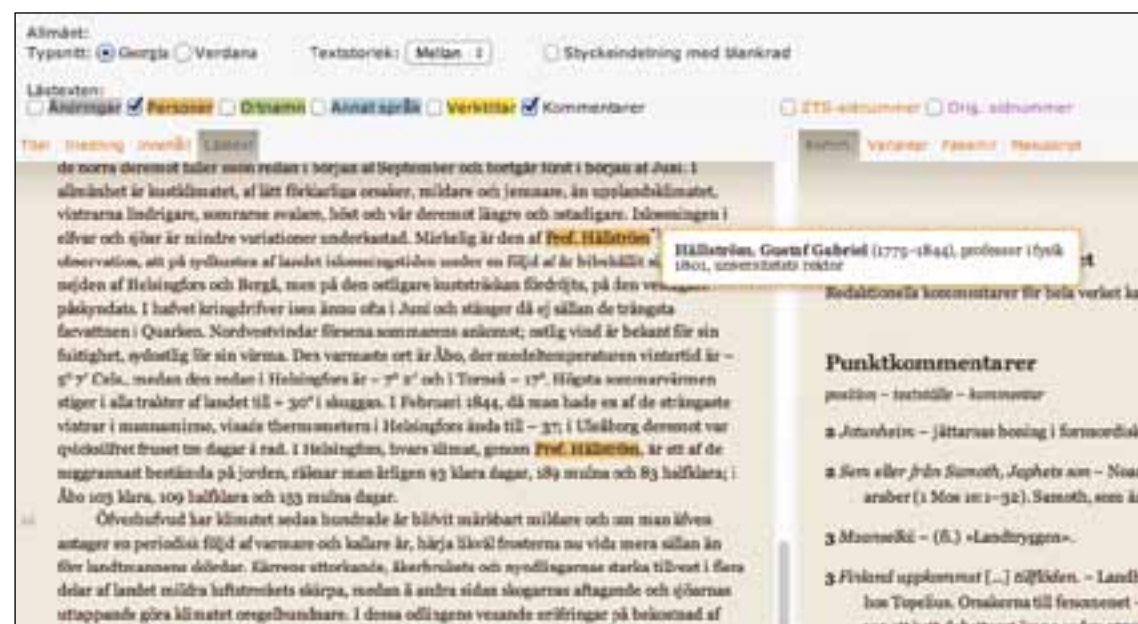 Allmänt:
Typsnitt: Georgia Verdana Textstorlek: Mellan Styckeindelning med blankrad
Lästexten:
Ändringar Personer Ortnamn Annat språk Verktitlar Kommentarer ZTS-sidnummer Orig. sidnummer
Titel Inledning Innehåll Lästext
Komm. Varianter Faksimil Manuskript
de norra deremot faller snön redan i början af September och bortgår först i början af Juni. I
allmänhet är kustklimatet, af lätt förklarliga orsaker, mildare och jemnare, än upplandsklimatet,
vintrarna lindrigare, somrarne svalare, höst och vår deremot längre och ostadigare. Islossningen i
elfvar och sjöar är mindre variationer underkastad. Märkelig är den af Prof. Hällström
observation, att på sydkusten af landet islossningstiden under en följd af år bibehållit
nejden af Helsingfors och Borgå, men på den ostligare kuststräckan fördröjts, på den
påskyndats. I hafvet kringdrifver isen ännu ofta i Juni och stänger då ej sällan de trängsta
farvattnen i Quarken. Nordvestvindar försena sommarens ankomst; ostlig vind är bekant för sin
fuktighet, sydostlig för sin värma. Den varmaste ort är Åbo, der medeltemperaturen vintertid är –
5° 7′ Cels., medan den redan i Helsingfors är – 7° 2′ och i Torneå – 17°. Högsta sommarvärmen
stiger i alla trakter af landet till + 30° i skuggan. I Februari 1844, då man hade en af de strängaste
vintrar i mannaminne, visade thermometern i Helsingfors ända till – 37; i Uleåborg deremot var
qvicksilfret fruset tre dagar å rad. I Helsingfors, hvars klimat, genom Prof. Hällström, är ett af de
noggrannast bestämda på jorden, räknar man årligen 93 klara dagar, 189 mulna och 83 halfklara; i
Åbo 103 klara, 109 halfklara och 153 mulna dagar.
Öfverhufvud har klimatet sedan hundrade år blifvit märkbart mildare och om man äfven
antager en periodisk följd af varmare och kallare år, härja likväl frosterna nu vida mera sällan än
förr landtmannens skördar. Kärrens uttorkande, åkerbrukets och nyodlingarnas starka tillvext i flera
delar af landet mildra luftstrekets skärpa, medan å andra sidan skogarnas aftagande och sjöarnas
uttappande göra klimatet oregelbundnare. I dessa odlingens vexande eröfringar på bekostnad af
Hällström, Gustaf Gabriel (1775–1844), professor i fysik
1801, universitetets rektor
Redaktionella kommentarer för hela verket
Punktkommentarer
position – textställe – kommentar
2 Jotunheim – jättarnas boning i fornnordisk
2 Sem eller från Samoth, Japhets son – Noa
araber (1 Mos 10:1–32). Samoth, som
3 Maanselkä – (fi.) »Landtryggen».
3 Finland uppkommet [...] tillflöden. – Landh
hos Topelius. Orsakerna till fenomenet